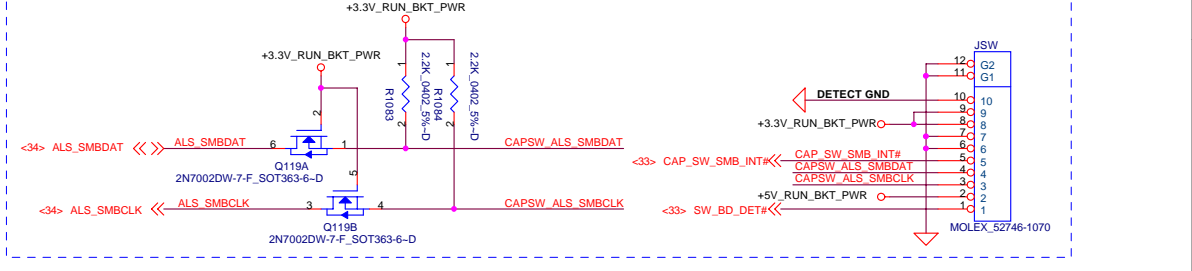 +3.3V_RUN_BKT_PWR
+3.3V_RUN_BKT_PWR
1
1
2.2K_0402_5%~D
R1083
2.2K_0402_5%~D
R1084
2
2
2
<34> ALS_SMBDAT
ALS_SMBDAT
6
1
CAPSW_ALS_SMBDAT
Q119A
2N7002DW-7-F_SOT363-6~D
5
<34> ALS_SMBCLK
ALS_SMBCLK
3
4
CAPSW_ALS_SMBCLK
Q119B
2N7002DW-7-F_SOT363-6~D
JSW
12 G2
11 G1
DETECT GND
10 10
9 9
+3.3V_RUN_BKT_PWR
8 8
7 7
6 6
<33> CAP_SW_SMB_INT#
CAP_SW_SMB_INT#
5 5
CAPSW_ALS_SMBDAT
4 4
CAPSW_ALS_SMBCLK
3 3
+5V_RUN_BKT_PWR
2 2
<33> SW_BD_DET#
1 1
MOLEX_52746-1070